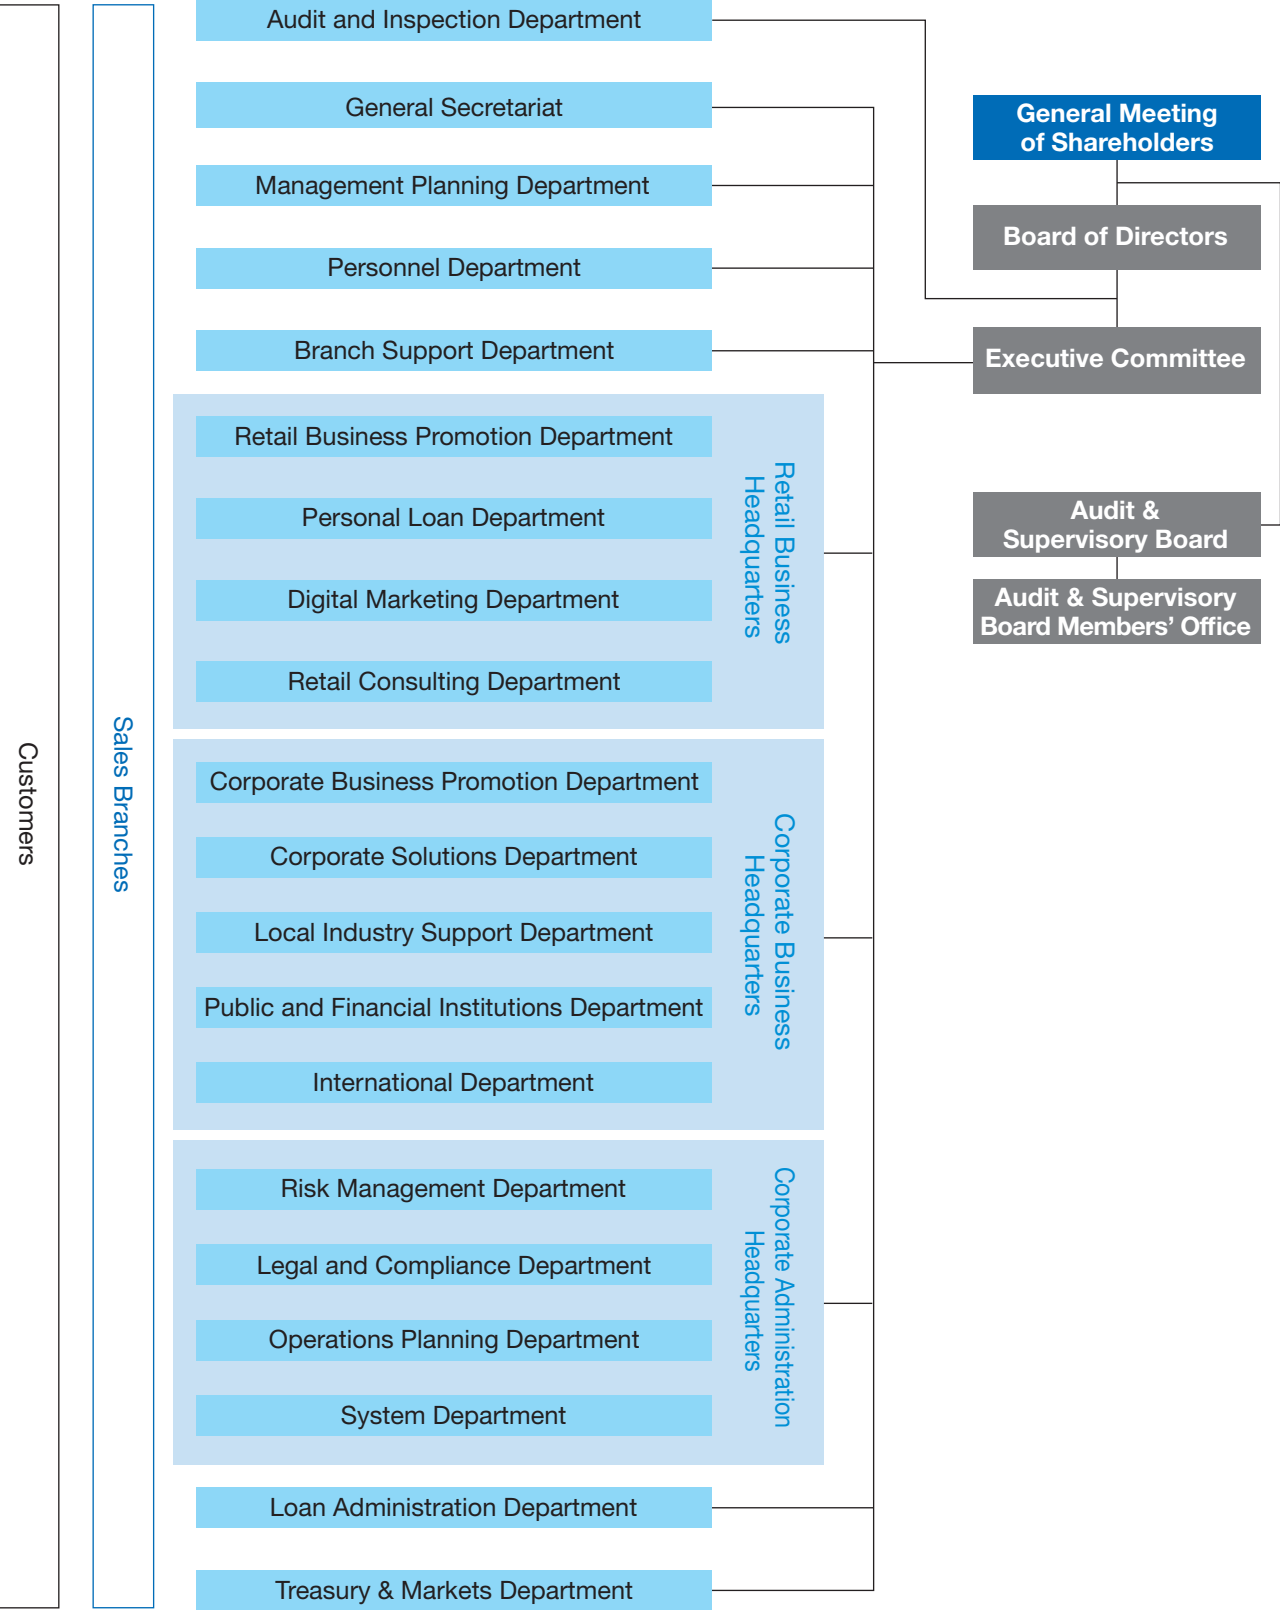 Customers
Sales Branches
Audit and Inspection Department
General Secretariat
Management Planning Department
Personnel Department
Branch Support Department
Retail Business Promotion Department
Personal Loan Department
Digital Marketing Department
Retail Consulting Department
Retail Business
Headquarters
Corporate Business Promotion Department
Corporate Solutions Department
Local Industry Support Department
Public and Financial Institutions Department
International Department
Corporate Business
Headquarters
Risk Management Department
Legal and Compliance Department
Operations Planning Department
System Department
Corporate Administration
Headquarters
Loan Administration Department
Treasury & Markets Department
General Meeting
of Shareholders
Board of Directors
Executive Committee
Audit &
Supervisory Board
Audit & Supervisory
Board Members’ Office